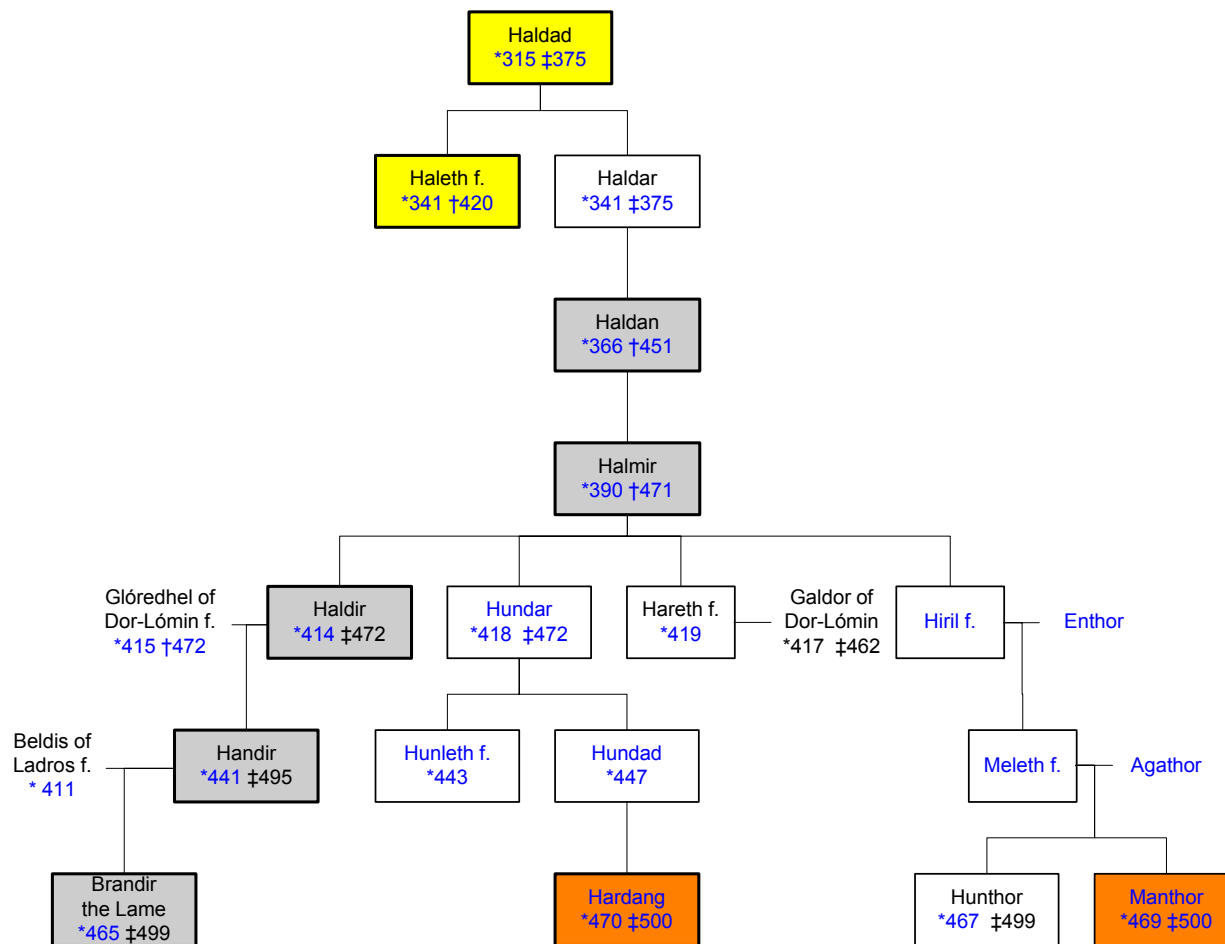 Haldad
*315 ‡375
Haleth f.
*341 †420
Haldar
*341 ‡375
Haldan
*366 †451
Halmir
*390 †471
Glóredhel of
Dor-Lómin f.
*415 †472
Haldir
*414 ‡472
Hundar
*418 ‡472
Hareth f.
*419
Galdor of
Dor-Lómin
*417 ‡462
Hiril f.
Enthor
Beldis of
Ladros f.
* 411
Handir
*441 ‡495
Hunleth f.
*443
Hundad
*447
Meleth f.
Agathor
Brandir
the Lame
*465 ‡499
Hardang
*470 ‡500
Hunthor
*467 ‡499
Manthor
*469 ‡500